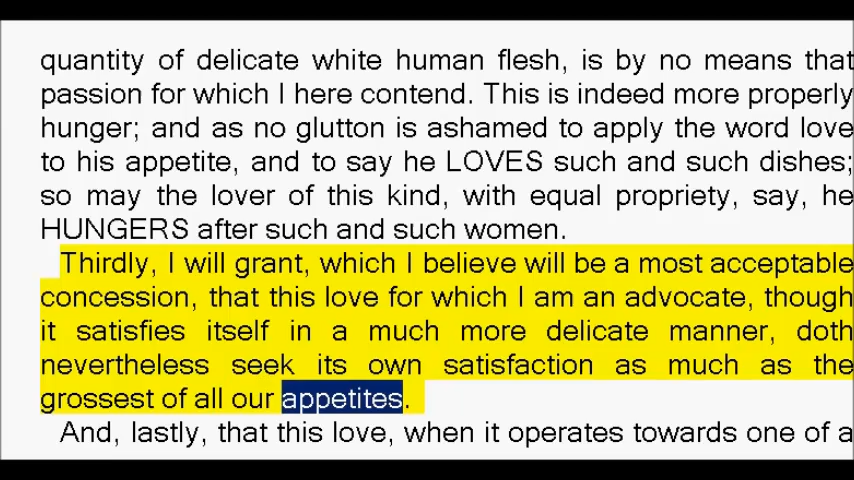 quantity of delicate white human flesh, is by no means that
passion for which I here contend. This is indeed more properly
hunger; and as no glutton is ashamed to apply the word love
to his appetite, and to say he LOVES such and such dishes;
so may the lover of this kind, with equal propriety, say, he
HUNGERS after such and such women.
Thirdly, I will grant, which I believe will be a most acceptable
concession, that this love for which I am an advocate, though
it satisfies itself in a much more delicate manner, doth
nevertheless seek its own satisfaction as much as the
grossest of all our appetites.
And, lastly, that this love, when it operates towards one of a